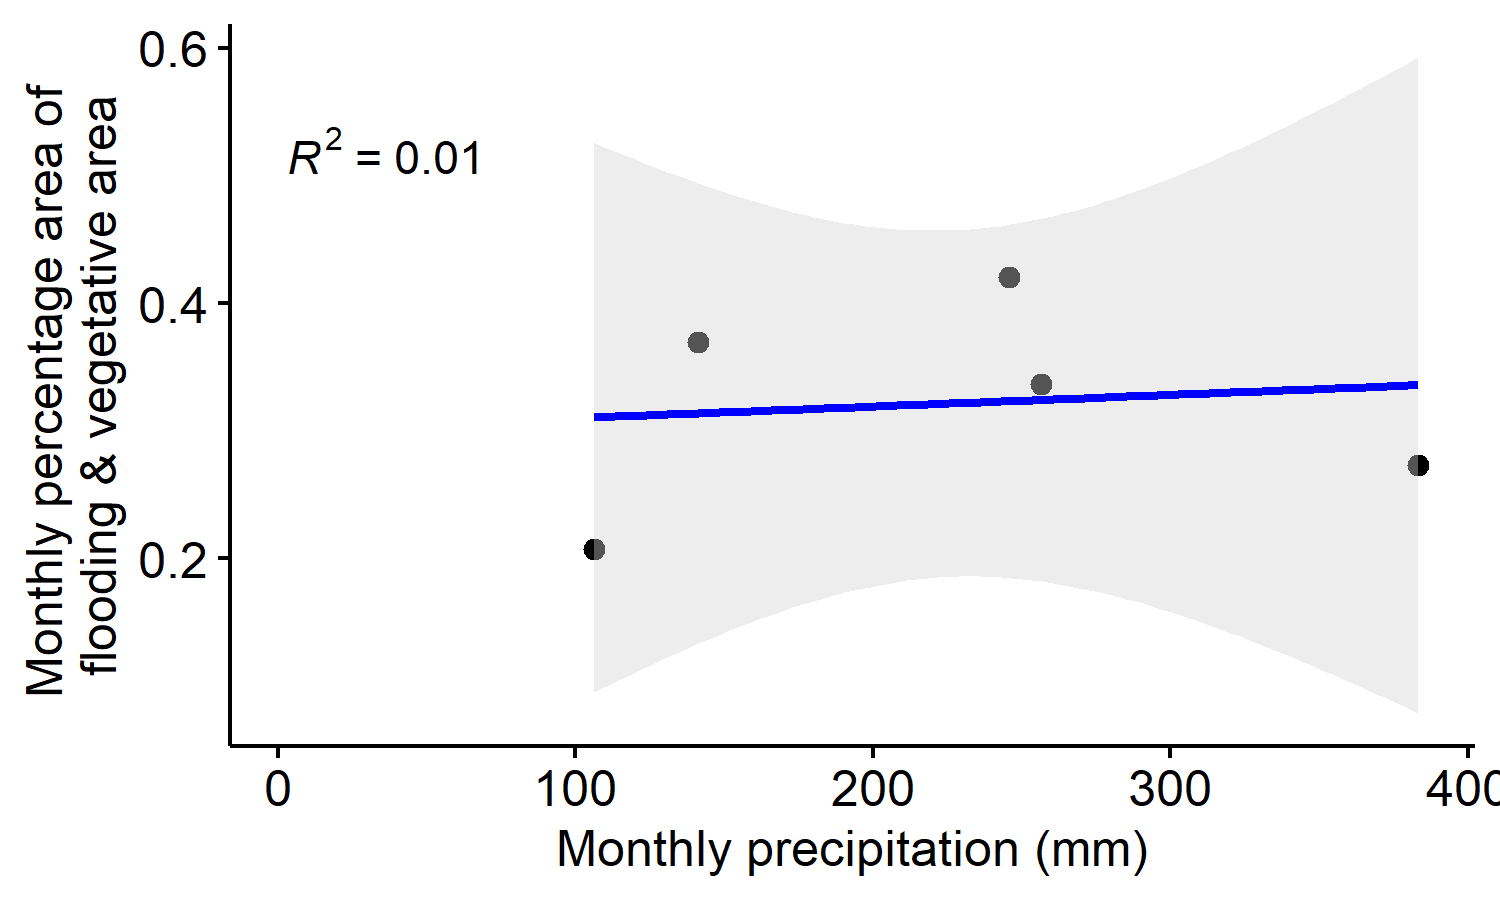 Monthly percentage area of
flooding & vegetative area
0.6
0.4
0.2
R² = 0.01
0 100 200 300 400
Monthly precipitation (mm)